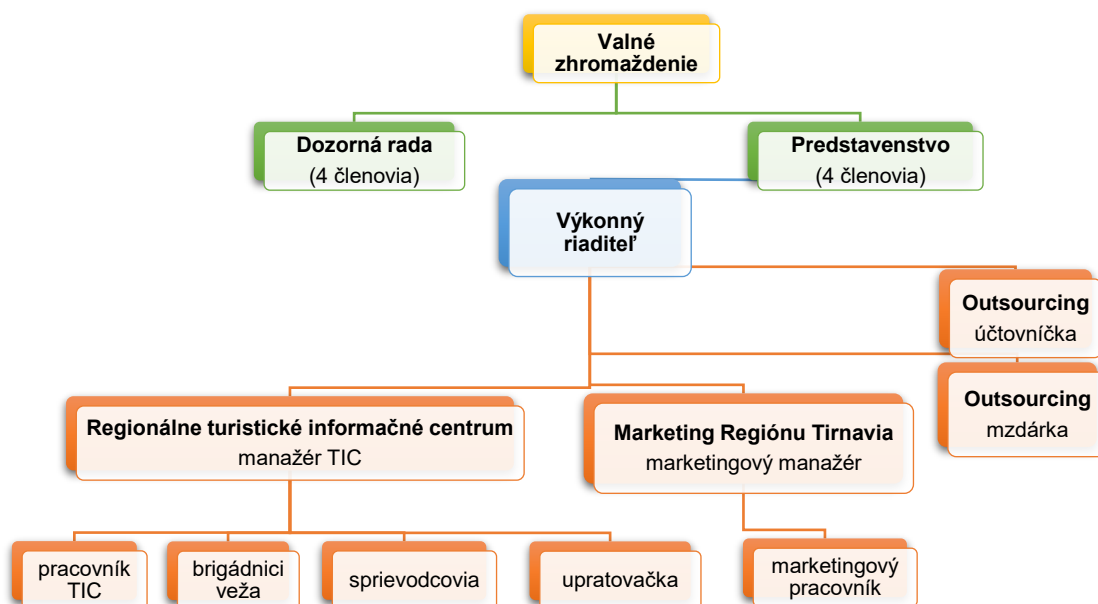 Valné
zhromaždenie
Dozorná rada
(4 členovia)
Predstavenstvo
(4 členovia)
Výkonný
riaditeľ
Outsourcing
účtovníčka
Outsourcing
mzdárka
Regionálne turistické informačné centrum
manažér TIC
Marketing Regiónu Tirnavia
marketingový manažér
pracovník
TIC
brigádnici
veža
sprievodcovia
upratovačka
marketingový
pracovník